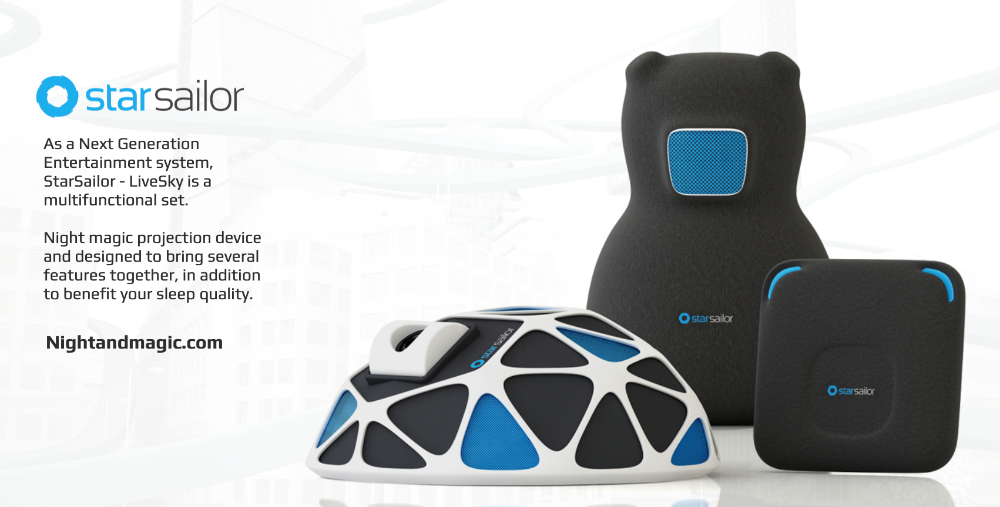 starsailor
As a Next Generation
Entertainment system,
StarSailor - LiveSky is a
multifunctional set.
Night magic projection device
and designed to bring several
features together, in addition
to benefit your sleep quality.
Nightandmagic.com
starsailor
starsailor
starsailor